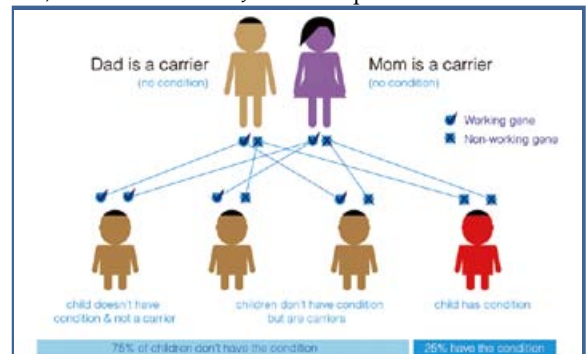 Dad is a carrier
(no condition)
Mom is a carrier
(no condition)
Working gene
Non-working gene
child doesn't have
condition & not a carrier
children don't have condition
but are carriers
child has condition
75% of children don't have the condition
25% have the condition